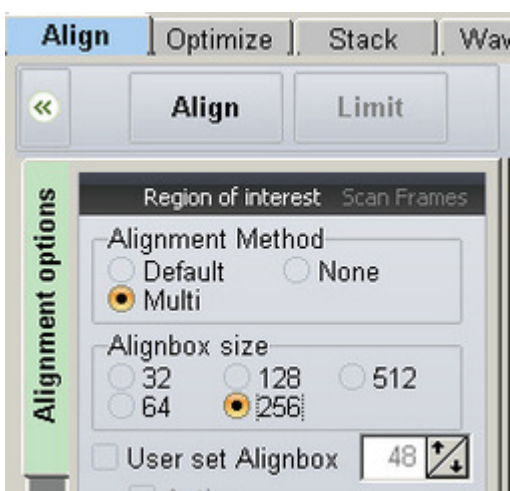 Align Optimize Stack Wav
Align Limit
Alignment options
Region of interest Scan Frames
Alignment Method
Default None
Multi
Alignbox size
32 128 512
64 256
User set Alignbox 48